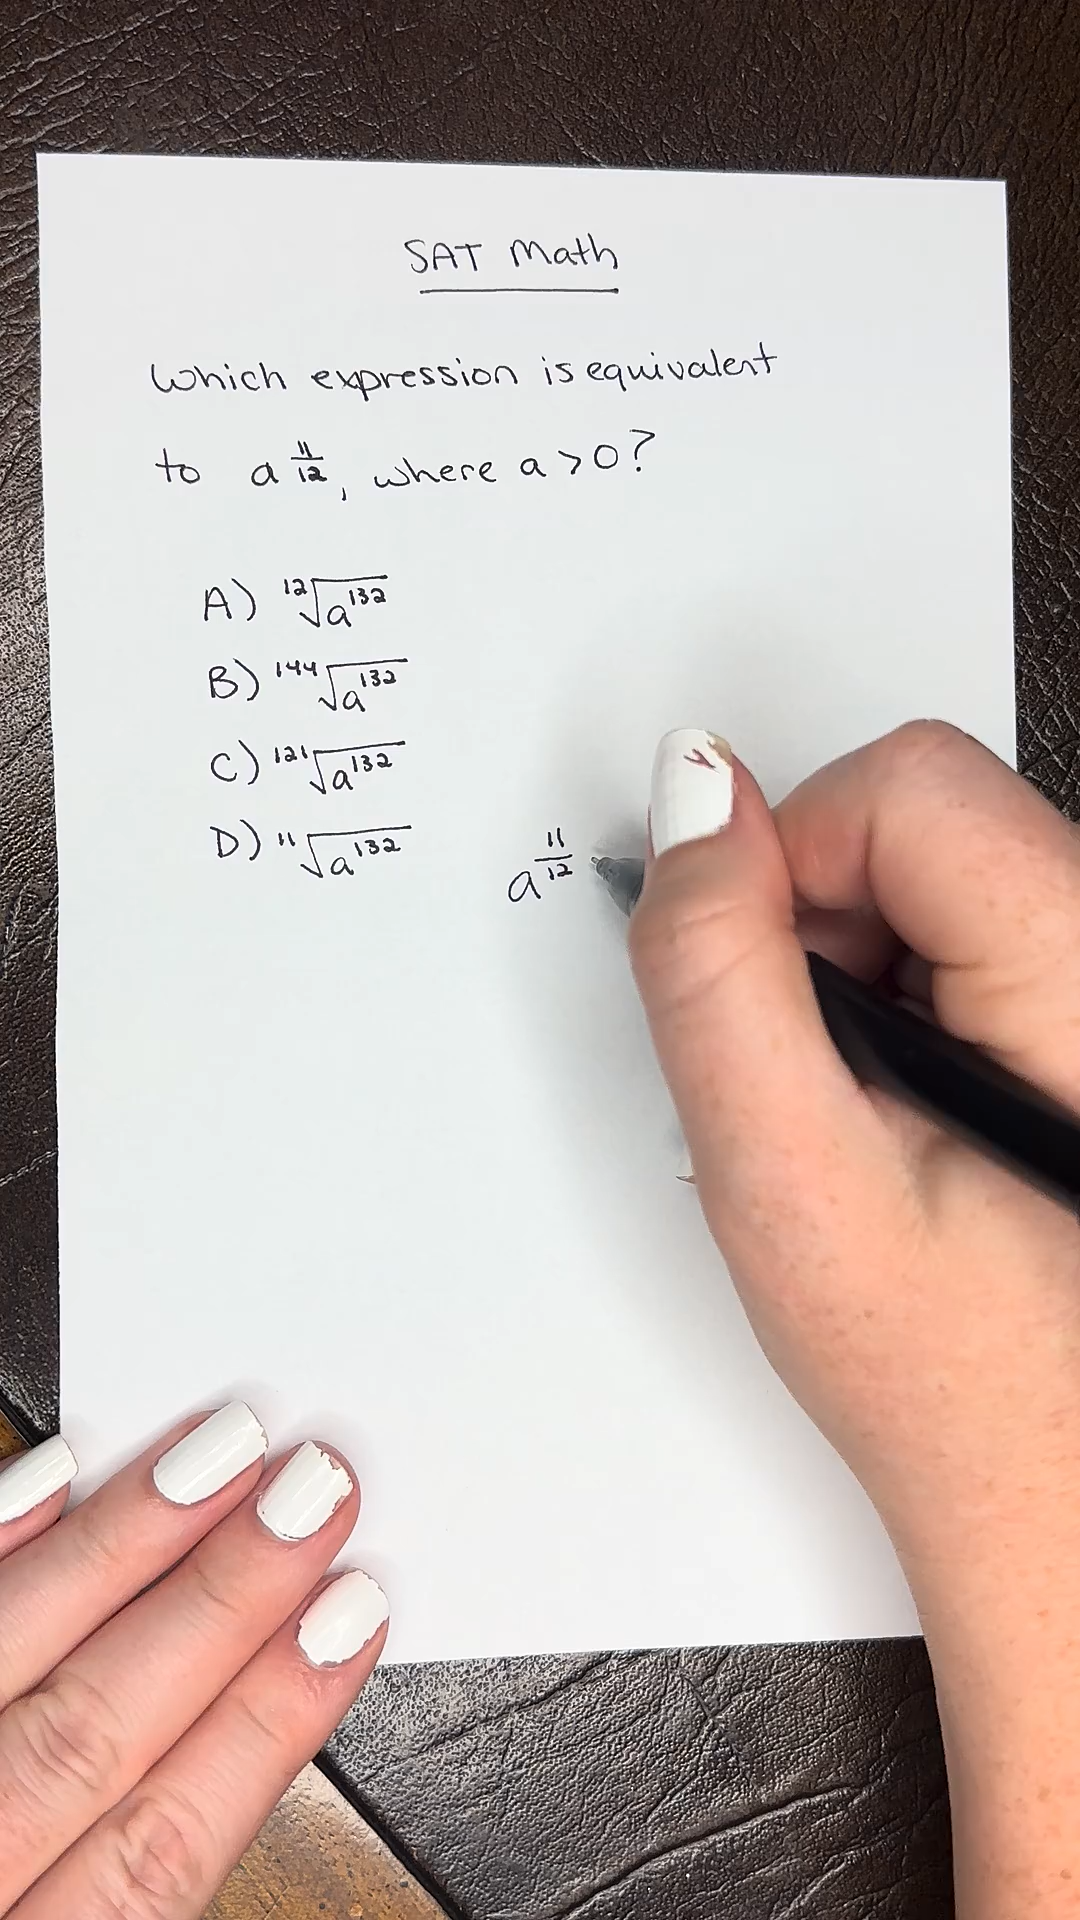 SAT Math
Which expression is equivalent
to a^(11/12), where a > 0?
A) ¹²√a¹³²
B) ¹⁴⁴√a¹³²
C) ¹²¹√a¹³²
D) ¹¹√a¹³²
a^(11/12)